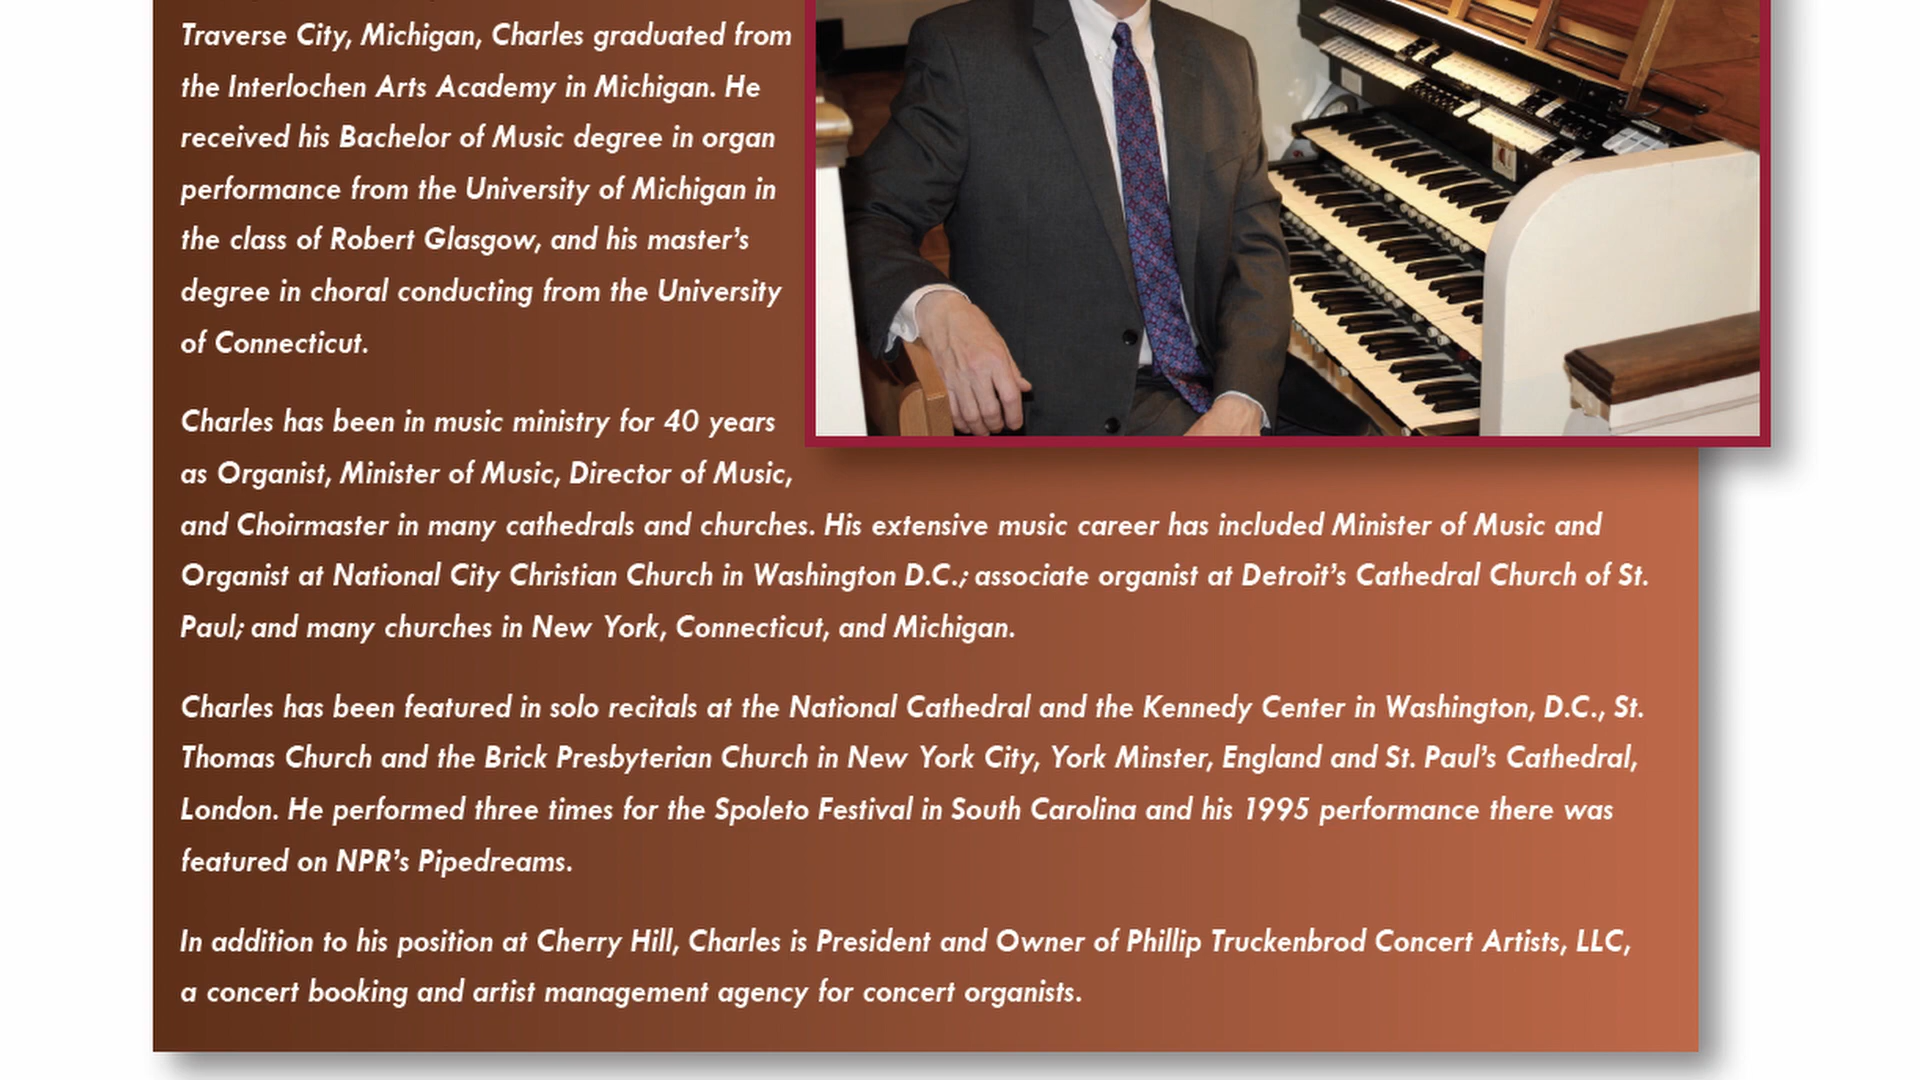 Traverse City, Michigan, Charles graduated from
the Interlochen Arts Academy in Michigan. He
received his Bachelor of Music degree in organ
performance from the University of Michigan in
the class of Robert Glasgow, and his master’s
degree in choral conducting from the University
of Connecticut.
Charles has been in music ministry for 40 years
as Organist, Minister of Music, Director of Music,
and Choirmaster in many cathedrals and churches. His extensive music career has included Minister of Music and
Organist at National City Christian Church in Washington D.C.; associate organist at Detroit’s Cathedral Church of St.
Paul; and many churches in New York, Connecticut, and Michigan.
Charles has been featured in solo recitals at the National Cathedral and the Kennedy Center in Washington, D.C., St.
Thomas Church and the Brick Presbyterian Church in New York City, York Minster, England and St. Paul’s Cathedral,
London. He performed three times for the Spoleto Festival in South Carolina and his 1995 performance there was
featured on NPR’s Pipedreams.
In addition to his position at Cherry Hill, Charles is President and Owner of Phillip Truckenbrod Concert Artists, LLC,
a concert booking and artist management agency for concert organists.